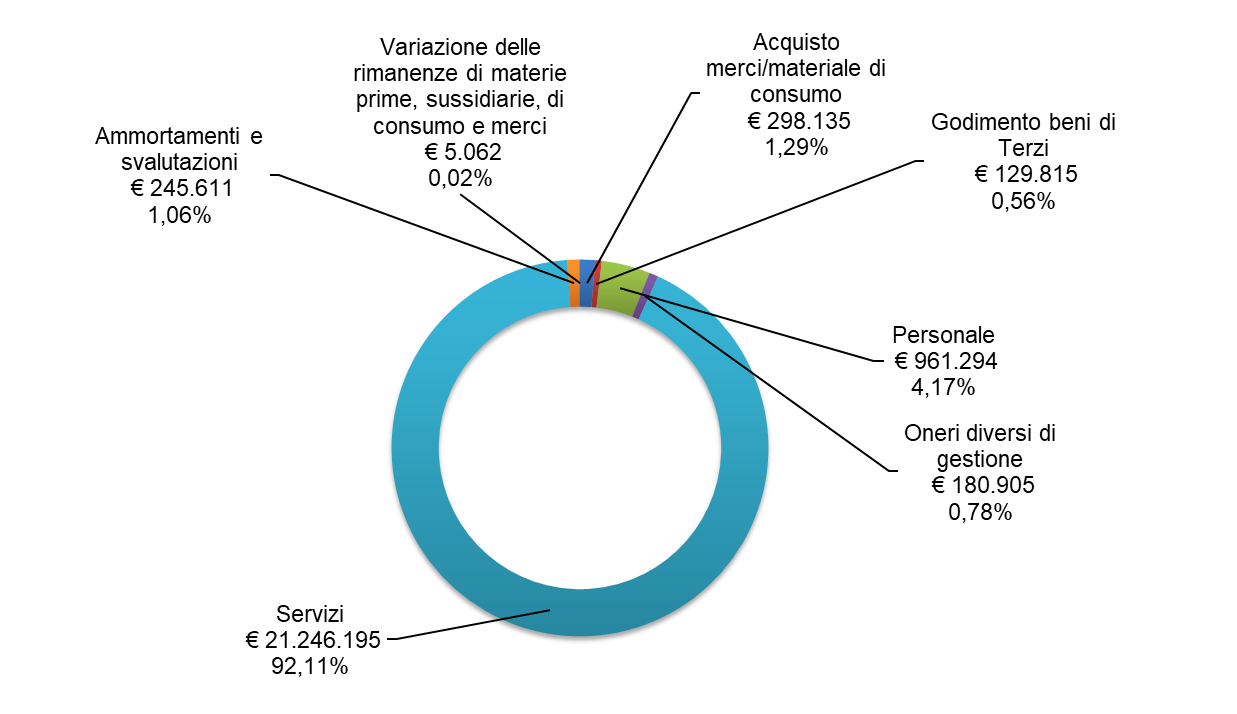 Variazione delle
rimanenze di materie
prime, sussidiarie, di
consumo e merci
€ 5.062
0,02%
Acquisto
merci/materiale di
consumo
€ 298.135
1,29%
Godimento beni di
Terzi
€ 129.815
0,56%
Ammortamenti e
svalutazioni
€ 245.611
1,06%
Personale
€ 961.294
4,17%
Oneri diversi di
gestione
€ 180.905
0,78%
Servizi
€ 21.246.195
92,11%